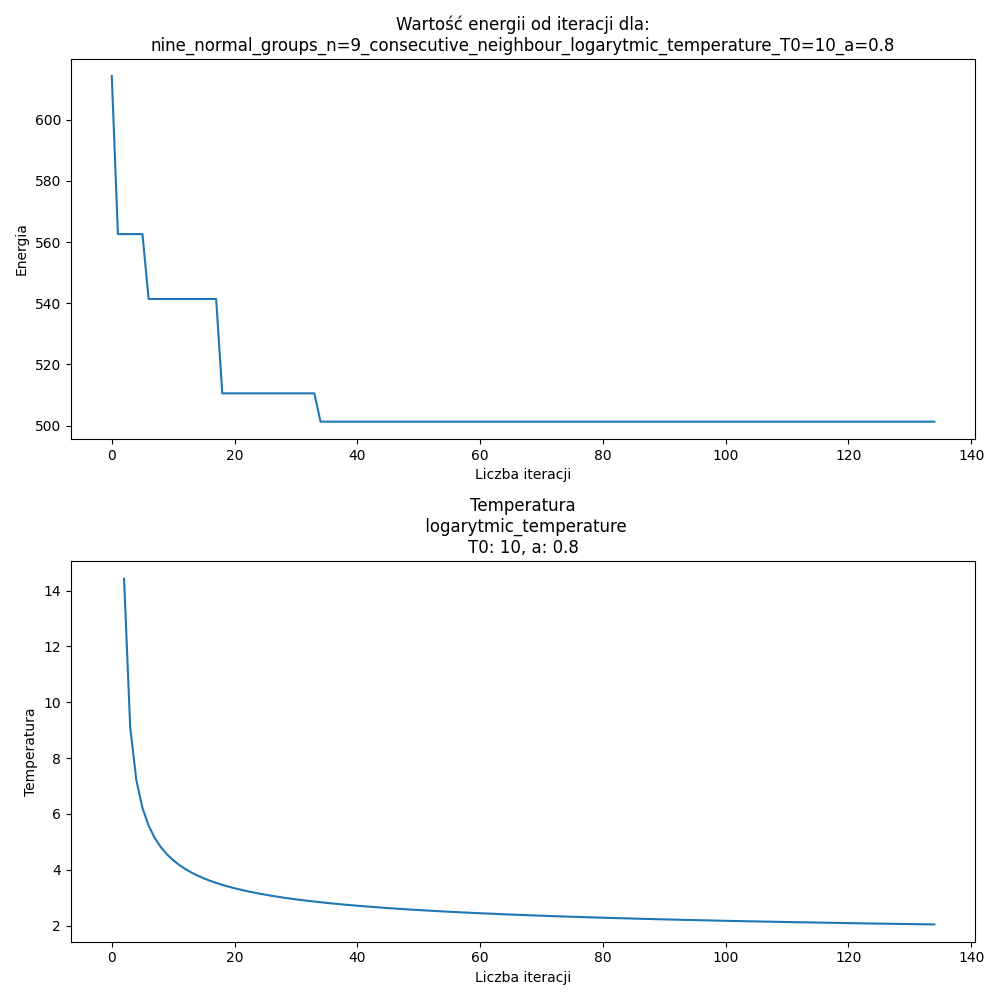 Wartość energii od iteracji dla:
nine_normal_groups_n=9_consecutive_neighbour_logarytmic_temperature_T0=10_a=0.8
600
580
560
540
520
500
Energia
0 20 40 60 80 100 120 140
Liczba iteracji
Temperatura
logarytmic_temperature
T0: 10, a: 0.8
14
12
10
8
6
4
2
Temperatura
0 20 40 60 80 100 120 140
Liczba iteracji